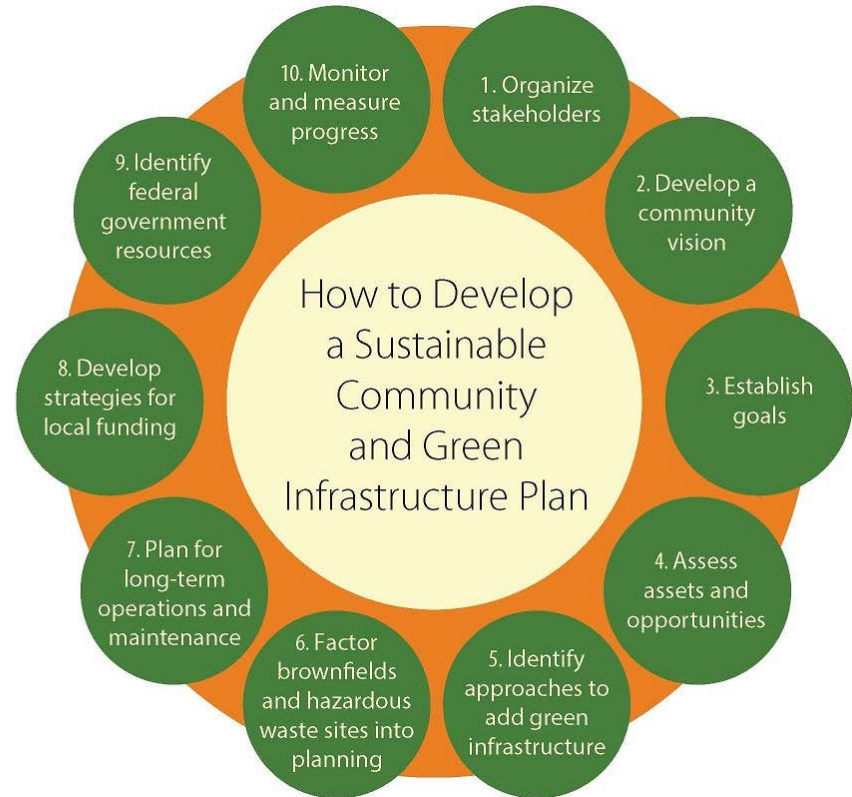 How to Develop
a Sustainable
Community
and Green
Infrastructure Plan
1. Organize
stakeholders
2. Develop a
community
vision
3. Establish
goals
4. Assess
assets and
opportunities
5. Identify
approaches to
add green
infrastructure
6. Factor
brownfields
and hazardous
waste sites into
planning
7. Plan for
long-term
operations and
maintenance
8. Develop
strategies for
local funding
9. Identify
federal
government
resources
10. Monitor
and measure
progress